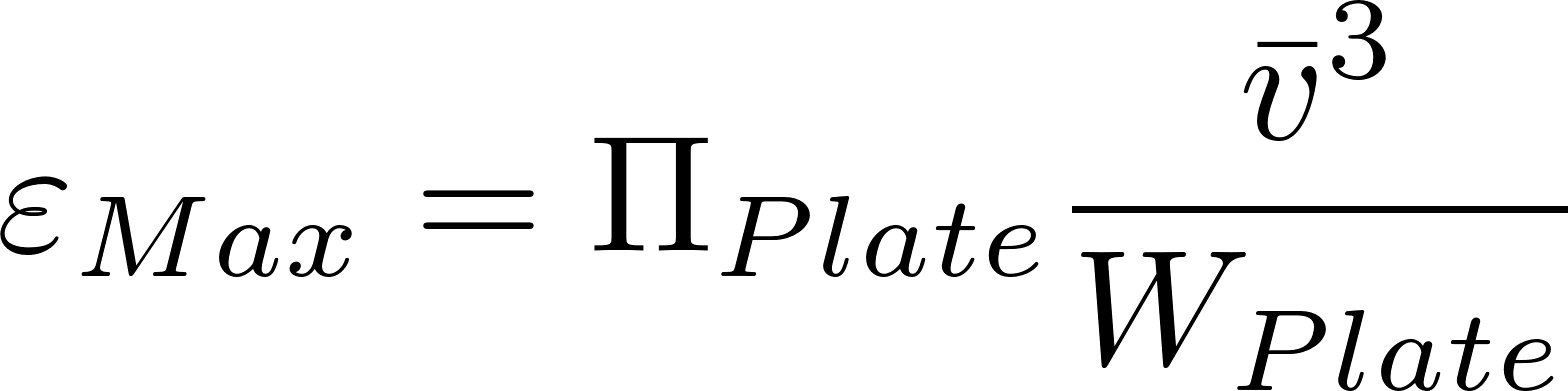 ε_{Max} = Π_{Plate} \frac{\bar{v}^3}{W_{Plate}}